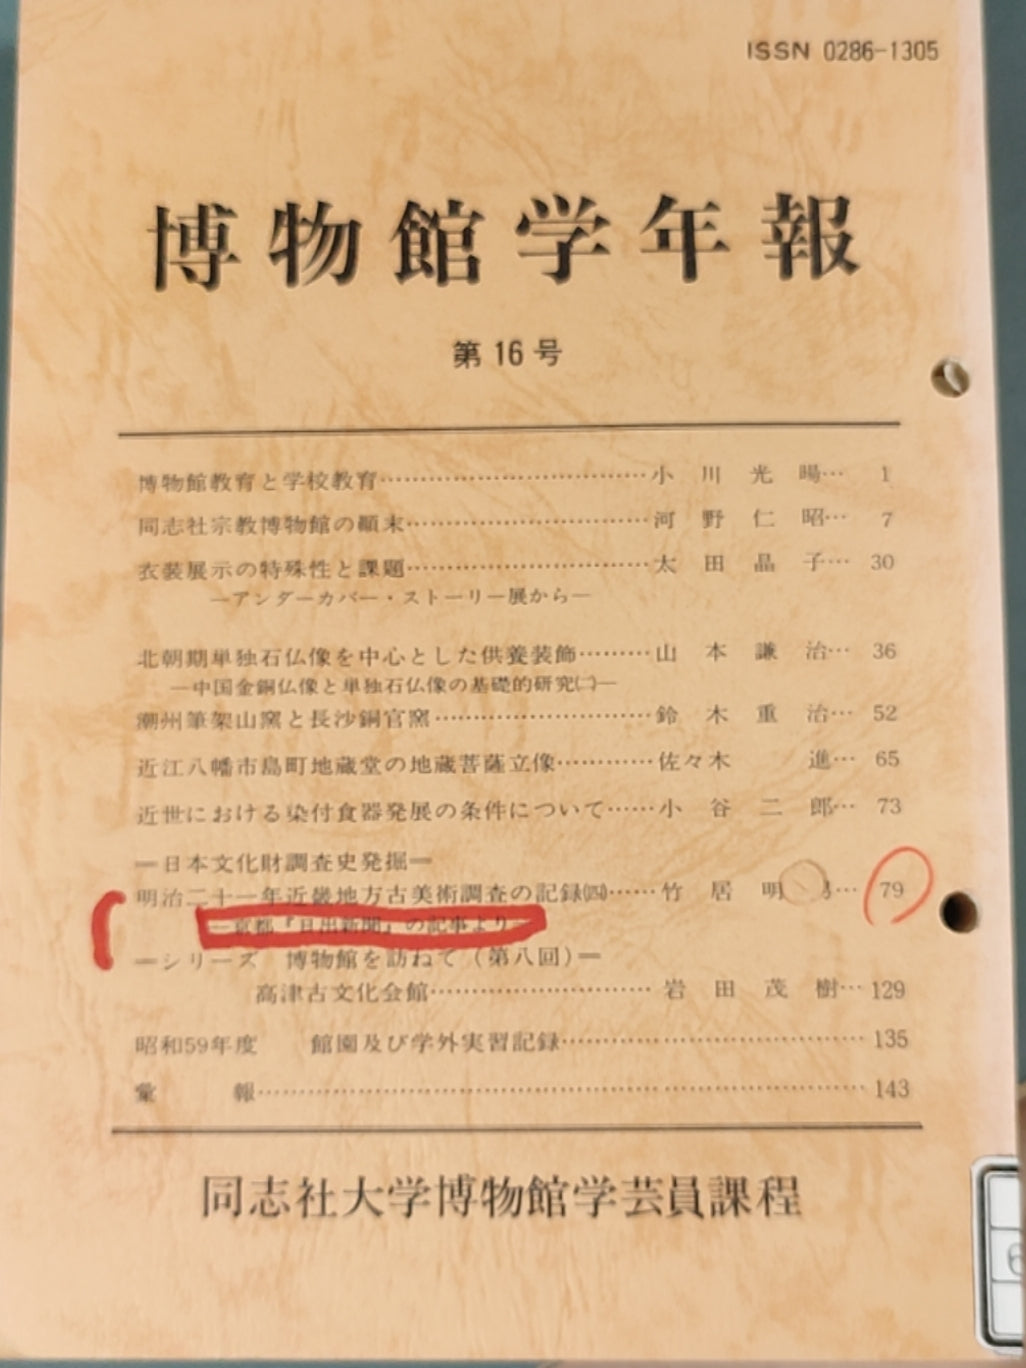 ISSN 0286-1305
博物館学年報
第16号
博物館教育と学校教育……………………………小川光暘… 1
同志社宗教博物館の顛末…………………………河野仁昭… 7
衣装展示の特殊性と課題…………………………太田晶子… 30
―アンダーカバー・ストーリー展から―
北朝期単独石仏像を中心とした供養装飾………山本謙治… 36
―中国金銅仏像と単独石仏像の基礎的研究㈡―
潮州筆架山窯と長沙銅官窯………………………鈴木重治… 52
近江八幡市島町地蔵堂の地蔵菩薩立像…………佐々木進… 65
近世における染付食器発展の条件について……小谷二郎… 73
―日本文化財調査史発掘―
明治二十一年近畿地方古美術調査の記録㈣……竹居明… 79
―京都『日出新聞』の記事より
―シリーズ 博物館を訪ねて(第八回)―
高津古文化会館………………………岩田茂樹… 129
昭和59年度 館園及び学外実習記録……………………………… 135
彙報……………………………………………………………… 143
同志社大学博物館学芸員課程
6